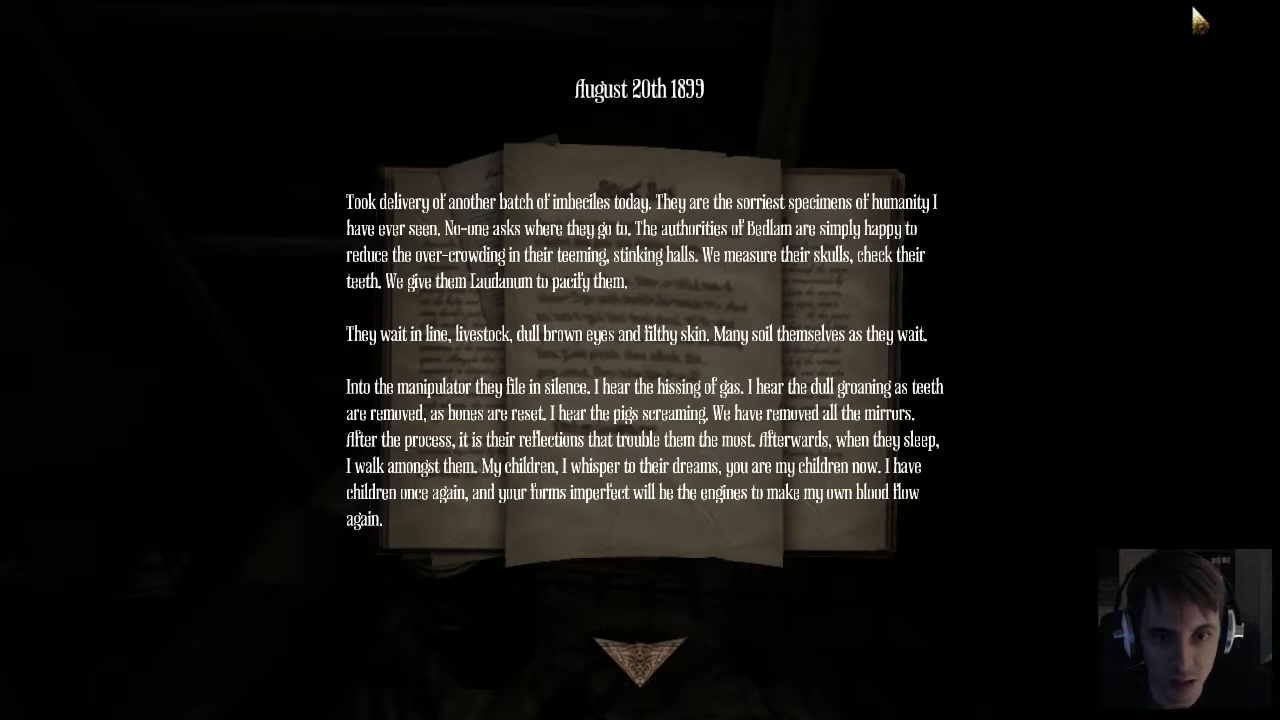 August 20th 1899
Took delivery of another batch of imbeciles today. They are the sorriest specimens of humanity I
have ever seen. No-one asks where they go to. The authorities of Bedlam are simply happy to
reduce the over-crowding in their teeming, stinking halls. We measure their skulls, check their
teeth. We give them Laudanum to pacify them.
They wait in line, livestock, dull brown eyes and filthy skin. Many soil themselves as they wait.
Into the manipulator they file in silence. I hear the hissing of gas. I hear the dull groaning as teeth
are removed, as bones are reset. I hear the pigs screaming. We have removed all the mirrors.
After the process, it is their reflections that trouble them the most. Afterwards, when they sleep,
I walk amongst them. My children, I whisper to their dreams, you are my children now. I have
children once again, and your forms imperfect will be the engines to make my own blood flow
again.